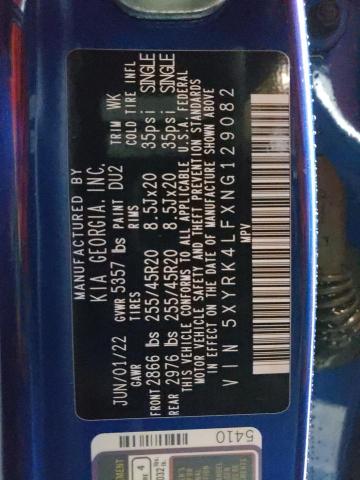 MANUFACTURED BY
KIA GEORGIA, INC.
JUN/01/22 GVWR 5357 lbs PAINT DU2 TRIM WK
GAWR TIRES RIMS COLD TIRE INFL
FRONT 2866 lbs 255/45R20 8.5Jx20 35psi SINGLE
REAR 2976 lbs 255/45R20 8.5Jx20 35psi SINGLE
THIS VEHICLE CONFORMS TO ALL APPLICABLE U.S.A. FEDERAL
MOTOR VEHICLE SAFETY AND THEFT PREVENTION STANDARDS
IN EFFECT ON THE DATE OF MANUFACTURE SHOWN ABOVE
VIN 5XYRK4LFXNG129082
MPV
5410